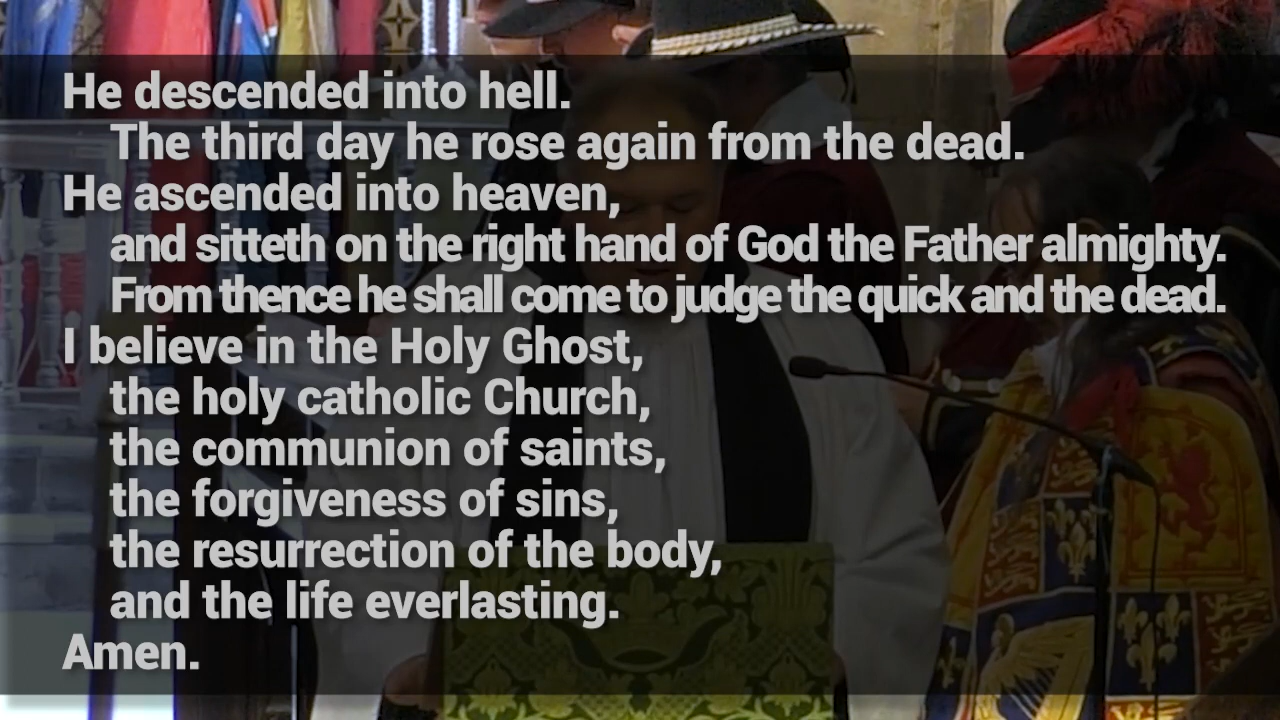 He descended into hell.
The third day he rose again from the dead.
He ascended into heaven,
and sitteth on the right hand of God the Father almighty.
From thence he shall come to judge the quick and the dead.
I believe in the Holy Ghost,
the holy catholic Church,
the communion of saints,
the forgiveness of sins,
the resurrection of the body,
and the life everlasting.
Amen.